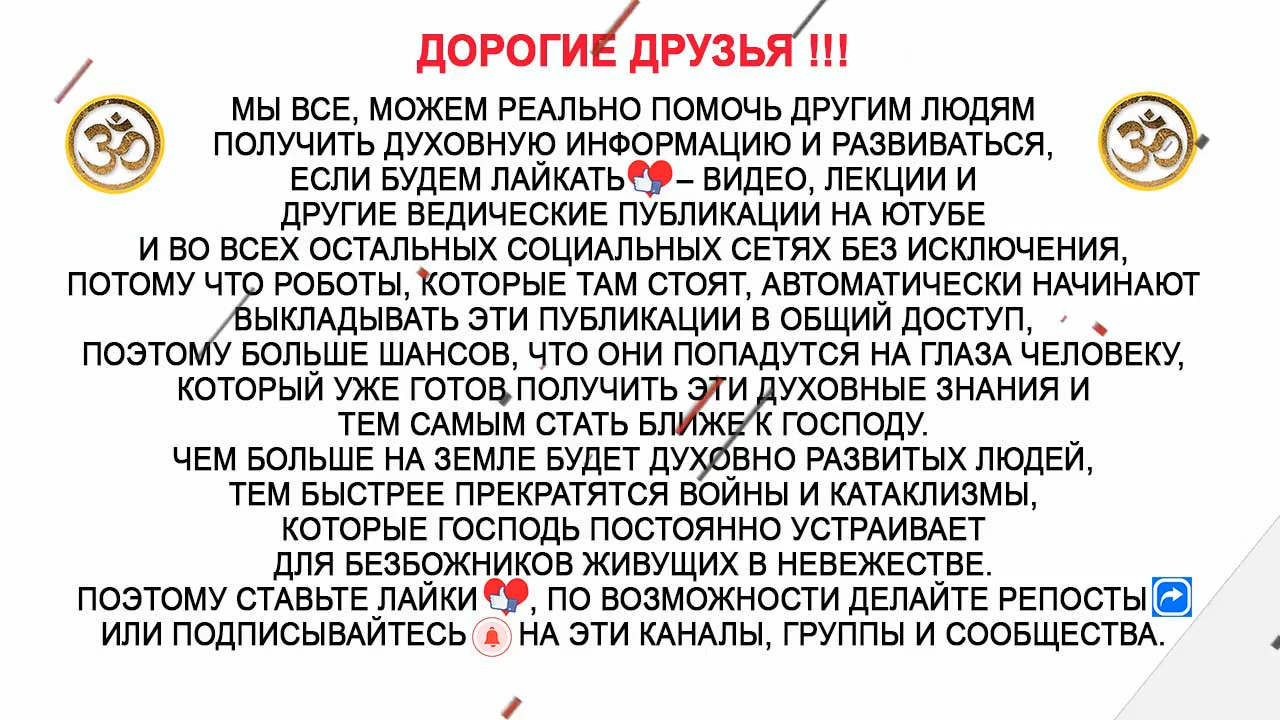 ДОРОГИЕ ДРУЗЬЯ !!!
МЫ ВСЕ, МОЖЕМ РЕАЛЬНО ПОМОЧЬ ДРУГИМ ЛЮДЯМ
ПОЛУЧИТЬ ДУХОВНУЮ ИНФОРМАЦИЮ И РАЗВИВАТЬСЯ,
ЕСЛИ БУДЕМ ЛАЙКАТЬ – ВИДЕО, ЛЕКЦИИ И
ДРУГИЕ ВЕДИЧЕСКИЕ ПУБЛИКАЦИИ НА ЮТУБЕ
И ВО ВСЕХ ОСТАЛЬНЫХ СОЦИАЛЬНЫХ СЕТЯХ БЕЗ ИСКЛЮЧЕНИЯ,
ПОТОМУ ЧТО РОБОТЫ, КОТОРЫЕ ТАМ СТОЯТ, АВТОМАТИЧЕСКИ НАЧИНАЮТ
ВЫКЛАДЫВАТЬ ЭТИ ПУБЛИКАЦИИ В ОБЩИЙ ДОСТУП,
ПОЭТОМУ БОЛЬШЕ ШАНСОВ, ЧТО ОНИ ПОПАДУТСЯ НА ГЛАЗА ЧЕЛОВЕКУ,
КОТОРЫЙ УЖЕ ГОТОВ ПОЛУЧИТЬ ЭТИ ДУХОВНЫЕ ЗНАНИЯ И
ТЕМ САМЫМ СТАТЬ БЛИЖЕ К ГОСПОДУ.
ЧЕМ БОЛЬШЕ НА ЗЕМЛЕ БУДЕТ ДУХОВНО РАЗВИТЫХ ЛЮДЕЙ,
ТЕМ БЫСТРЕЕ ПРЕКРАТЯТСЯ ВОЙНЫ И КАТАКЛИЗМЫ,
КОТОРЫЕ ГОСПОДЬ ПОСТОЯННО УСТРАИВАЕТ
ДЛЯ БЕЗБОЖНИКОВ ЖИВУЩИХ В НЕВЕЖЕСТВЕ.
ПОЭТОМУ СТАВЬТЕ ЛАЙКИ , ПО ВОЗМОЖНОСТИ ДЕЛАЙТЕ РЕПОСТЫ
ИЛИ ПОДПИСЫВАЙТЕСЬ НА ЭТИ КАНАЛЫ, ГРУППЫ И СООБЩЕСТВА.
ॐ
ॐ